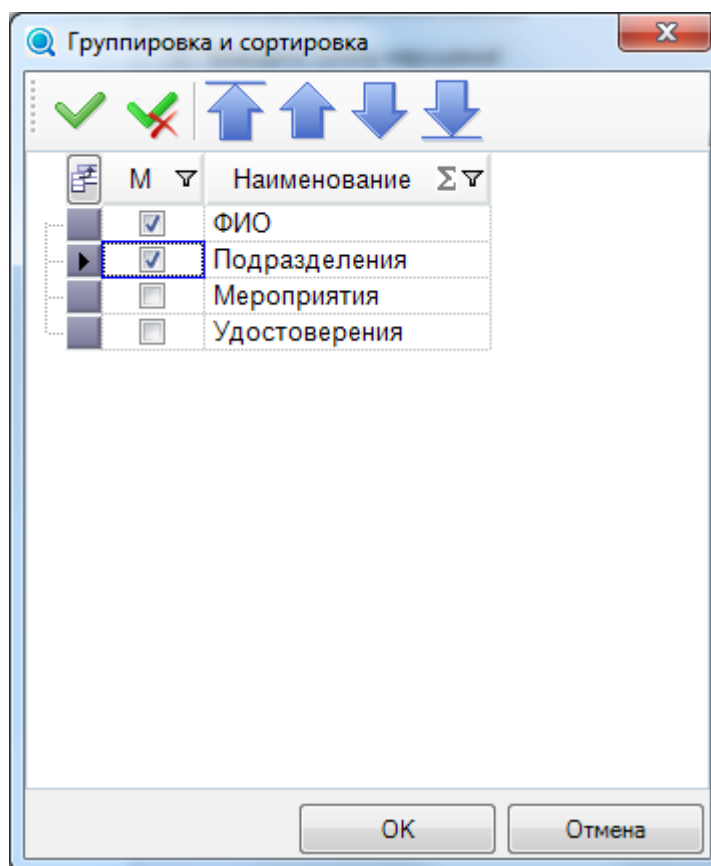 Группировка и сортировка
М Наименование Σ
ФИО
Подразделения
Мероприятия
Удостоверения
OK Отмена